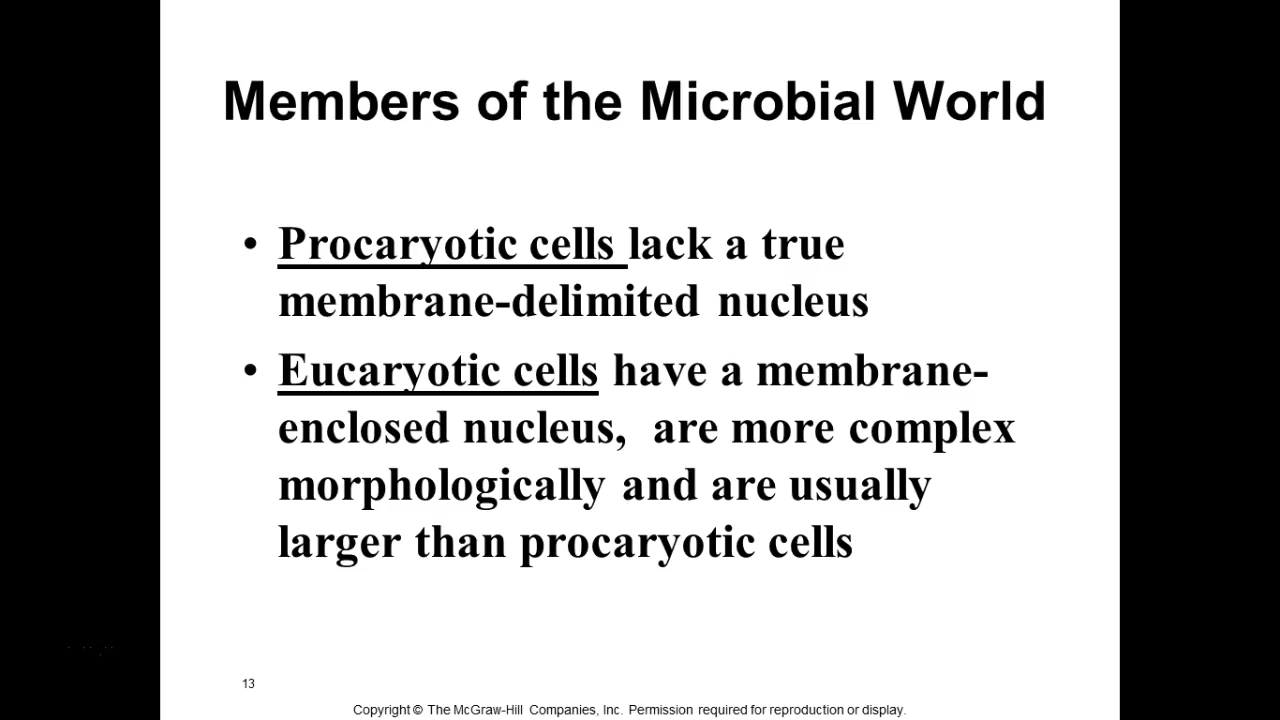 Members of the Microbial World
• Procaryotic cells lack a true
membrane-delimited nucleus
• Eucaryotic cells have a membrane-
enclosed nucleus,  are more complex
morphologically and are usually
larger than procaryotic cells
13
Copyright © The McGraw-Hill Companies, Inc. Permission required for reproduction or display.